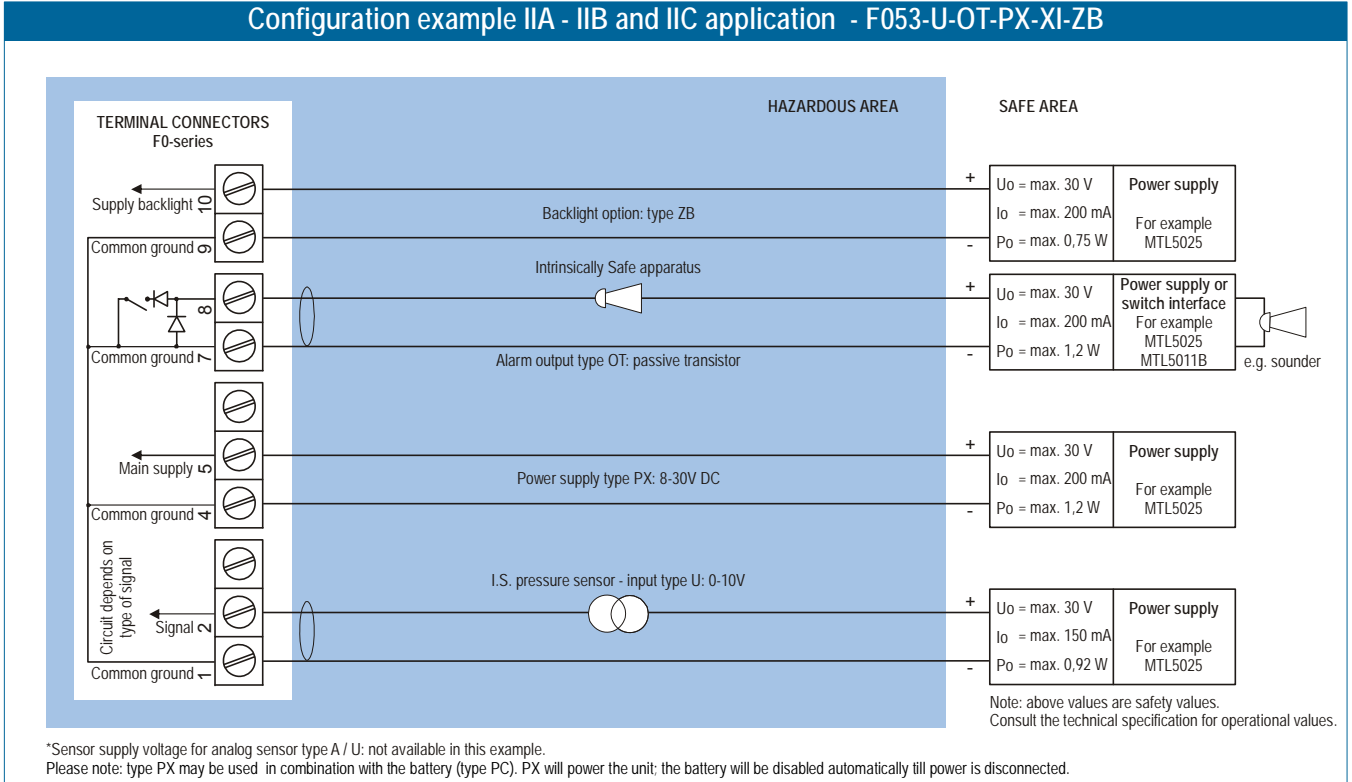 Configuration example IIA - IIB and IIC application - F053-U-OT-PX-XI-ZB
HAZARDOUS AREA
SAFE AREA
TERMINAL CONNECTORS
F0-series
Supply backlight
10
Backlight option: type ZB
+
Uo = max. 30 V
Io = max. 200 mA
Po = max. 0,75 W
Power supply
For example
MTL5025
Common ground
9
-
Intrinsically Safe apparatus
8
+
Uo = max. 30 V
Io = max. 200 mA
Po = max. 1,2 W
Power supply or
switch interface
For example
MTL5025
MTL5011B
e.g. sounder
Common ground
7
Alarm output type OT: passive transistor
-
Main supply
5
Power supply type PX: 8-30V DC
+
Uo = max. 30 V
Io = max. 200 mA
Po = max. 1,2 W
Power supply
For example
MTL5025
Common ground
4
-
Circuit depends on
type of signal
I.S. pressure sensor - input type U: 0-10V
Signal
2
+
Uo = max. 30 V
Io = max. 150 mA
Po = max. 0,92 W
Power supply
For example
MTL5025
Common ground
1
-
Note: above values are safety values.
Consult the technical specification for operational values.
*Sensor supply voltage for analog sensor type A / U: not available in this example.
Please note: type PX may be used in combination with the battery (type PC). PX will power the unit; the battery will be disabled automatically till power is disconnected.